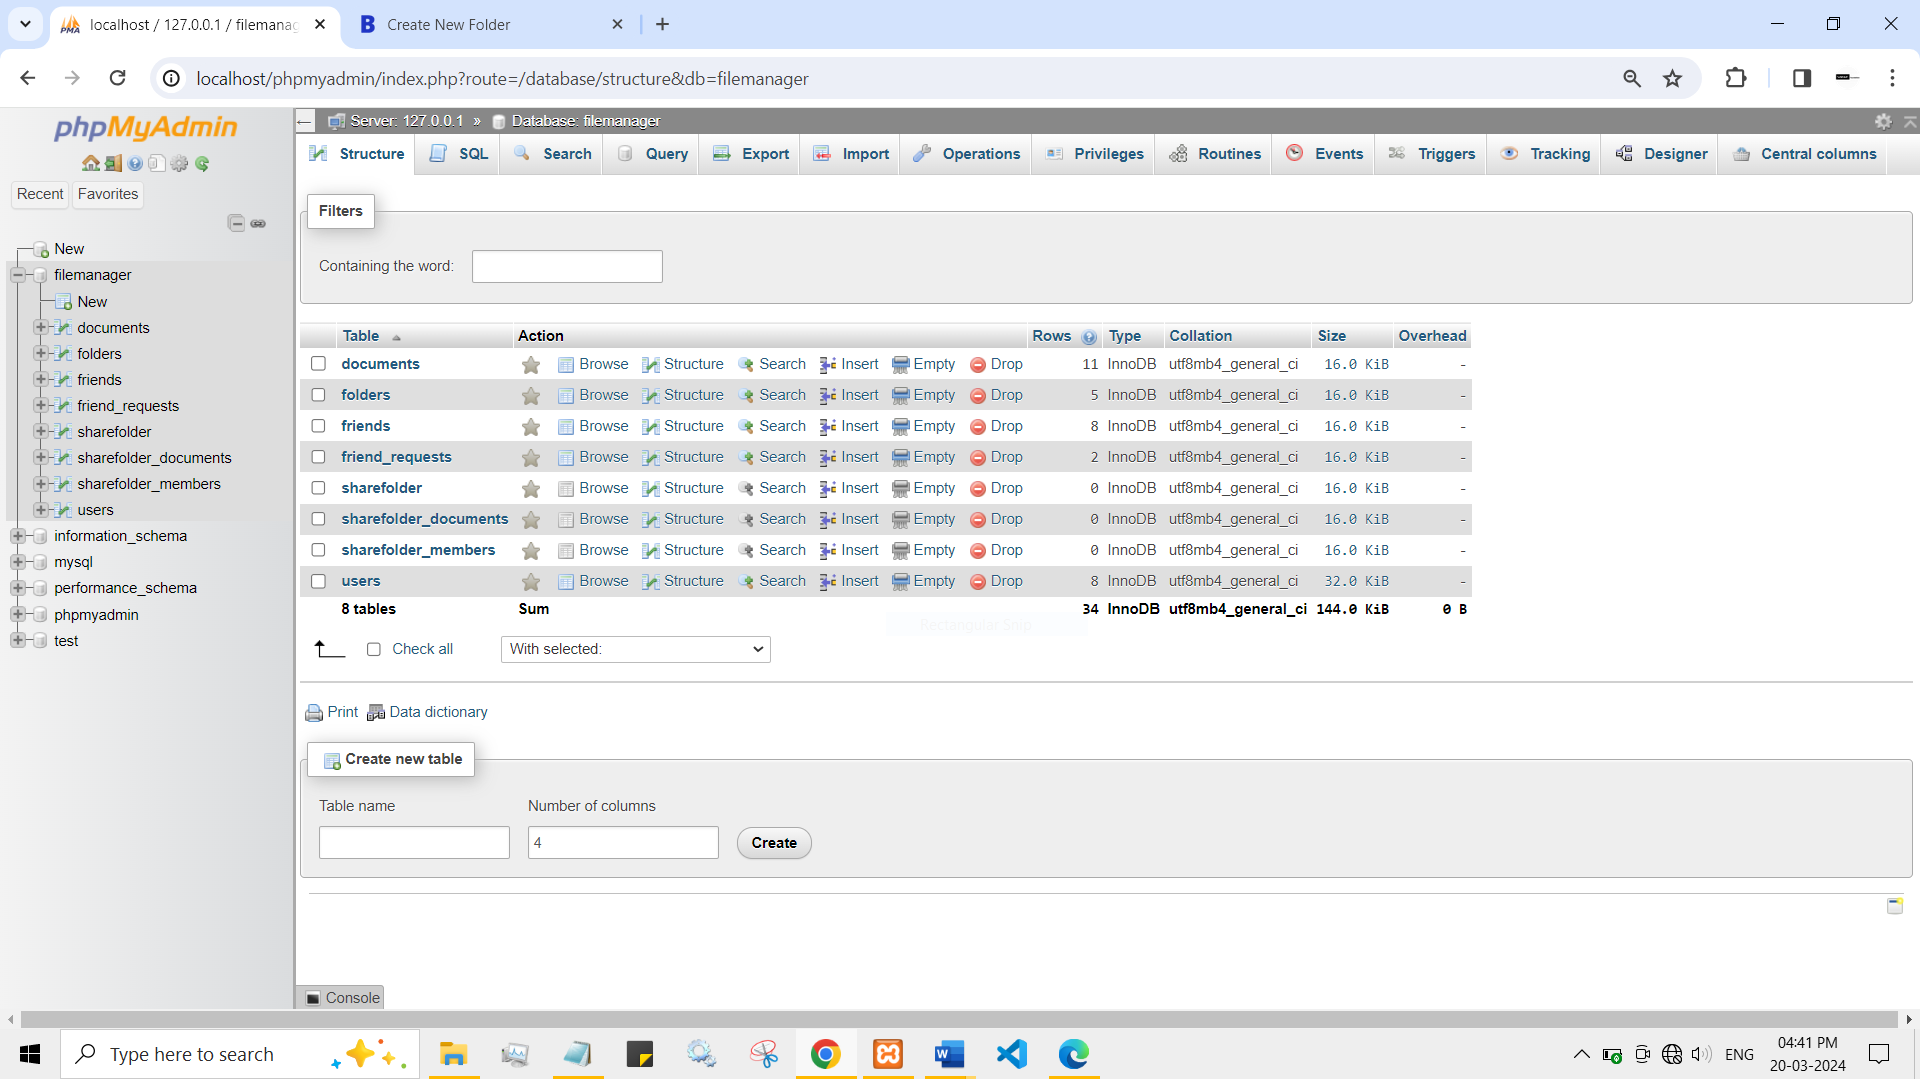 localhost / 127.0.0.1 / filemanag
Create New Folder
localhost/phpmyadmin/index.php?route=/database/structure&db=filemanager
phpMyAdmin
Recent Favorites
New
filemanager
New
documents
folders
friends
friend_requests
sharefolder
sharefolder_documents
sharefolder_members
users
information_schema
mysql
performance_schema
phpmyadmin
test
Server: 127.0.0.1 » Database: filemanager
Structure SQL Search Query Export Import Operations Privileges Routines Events Triggers Tracking Designer Central columns
Filters
Containing the word:
Table Action Rows Type Collation Size Overhead
documents Browse Structure Search Insert Empty Drop 11 InnoDB utf8mb4_general_ci 16.0 KiB -
folders Browse Structure Search Insert Empty Drop 5 InnoDB utf8mb4_general_ci 16.0 KiB -
friends Browse Structure Search Insert Empty Drop 8 InnoDB utf8mb4_general_ci 16.0 KiB -
friend_requests Browse Structure Search Insert Empty Drop 2 InnoDB utf8mb4_general_ci 16.0 KiB -
sharefolder Browse Structure Search Insert Empty Drop 0 InnoDB utf8mb4_general_ci 16.0 KiB -
sharefolder_documents Browse Structure Search Insert Empty Drop 0 InnoDB utf8mb4_general_ci 16.0 KiB -
sharefolder_members Browse Structure Search Insert Empty Drop 0 InnoDB utf8mb4_general_ci 16.0 KiB -
users Browse Structure Search Insert Empty Drop 8 InnoDB utf8mb4_general_ci 32.0 KiB -
8 tables Sum 34 InnoDB utf8mb4_general_ci 144.0 KiB 0 B
Rectangular Snip
Check all With selected:
Print Data dictionary
Create new table
Table name Number of columns
4 Create
Console
Type here to search
ENG
04:41 PM
20-03-2024